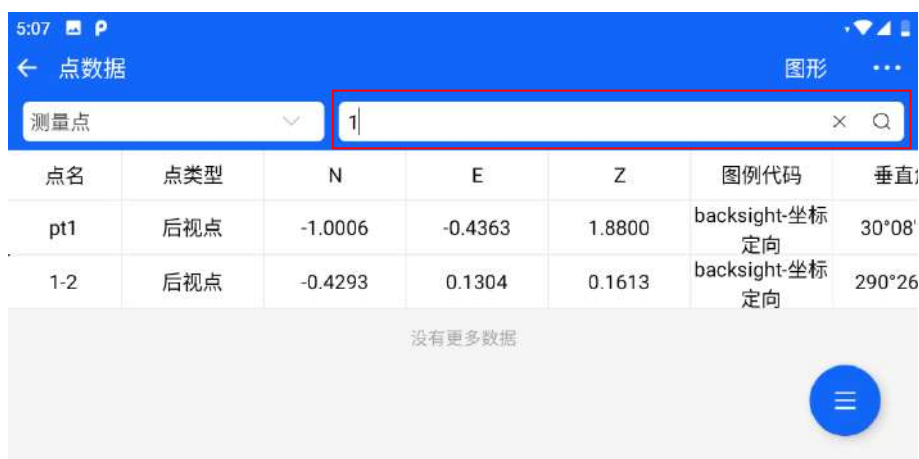 5:07
点数据 图形
测量点 1
点名 点类型 N E Z 图例代码
pt1 后视点 -1.0006 -0.4363 1.8800 backsight-坐标定向 30°08'
1-2 后视点 -0.4293 0.1304 0.1613 backsight-坐标定向 290°26
没有更多数据